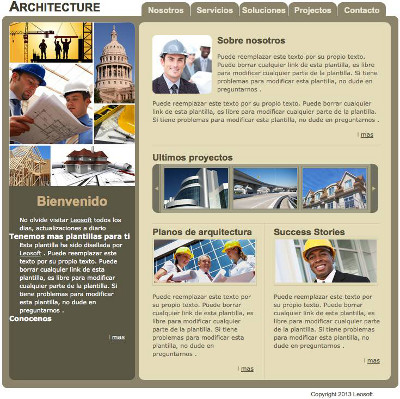 ARCHITECTURE
Nosotros Servicios Soluciones Projectos Contacto
Bienvenido
No olvide visitar Leosoft todos los
dias, actualizaciones a diario
Tenemos mas plantillas para ti
Esta plantilla ha sido diseñada por
Leosoft . Puede reemplazar este
texto por su propio texto. Puede
borrar cualquier link de esta
plantilla, es libre para modificar
cualquier parte de la plantilla. Si
tiene problemas para modificar
esta plantilla, no dude en
preguntarnos .
Conocenos
i mas
Sobre nosotros
Puede reemplazar este texto por su propio texto.
Puede borrar cualquier link de esta plantilla, es libre
para modificar cualquier parte de la plantilla. Si tiene
problemas para modificar esta plantilla, no dude en
preguntarnos .
Puede reemplazar este texto por su propio texto. Puede borrar cualquier
link de esta plantilla, es libre para modificar cualquier parte de la plantilla.
Si tiene problemas para modificar esta plantilla, no dude en preguntarnos .
i mas
Ultimos proyectos
Planos de arquitectura
Puede reemplazar este texto por
su propio texto. Puede borrar
cualquier link de esta plantilla, es
libre para modificar cualquier
parte de la plantilla. Si tiene
problemas para modificar esta
plantilla, no dude en
preguntarnos .
i mas
Success Stories
Puede reemplazar este texto por
su propio texto. Puede borrar
cualquier link de esta plantilla, es
libre para modificar cualquier
parte de la plantilla. Si tiene
problemas para modificar esta
plantilla, no dude en preguntarnos .
i mas
Copyright 2013 Leosoft.